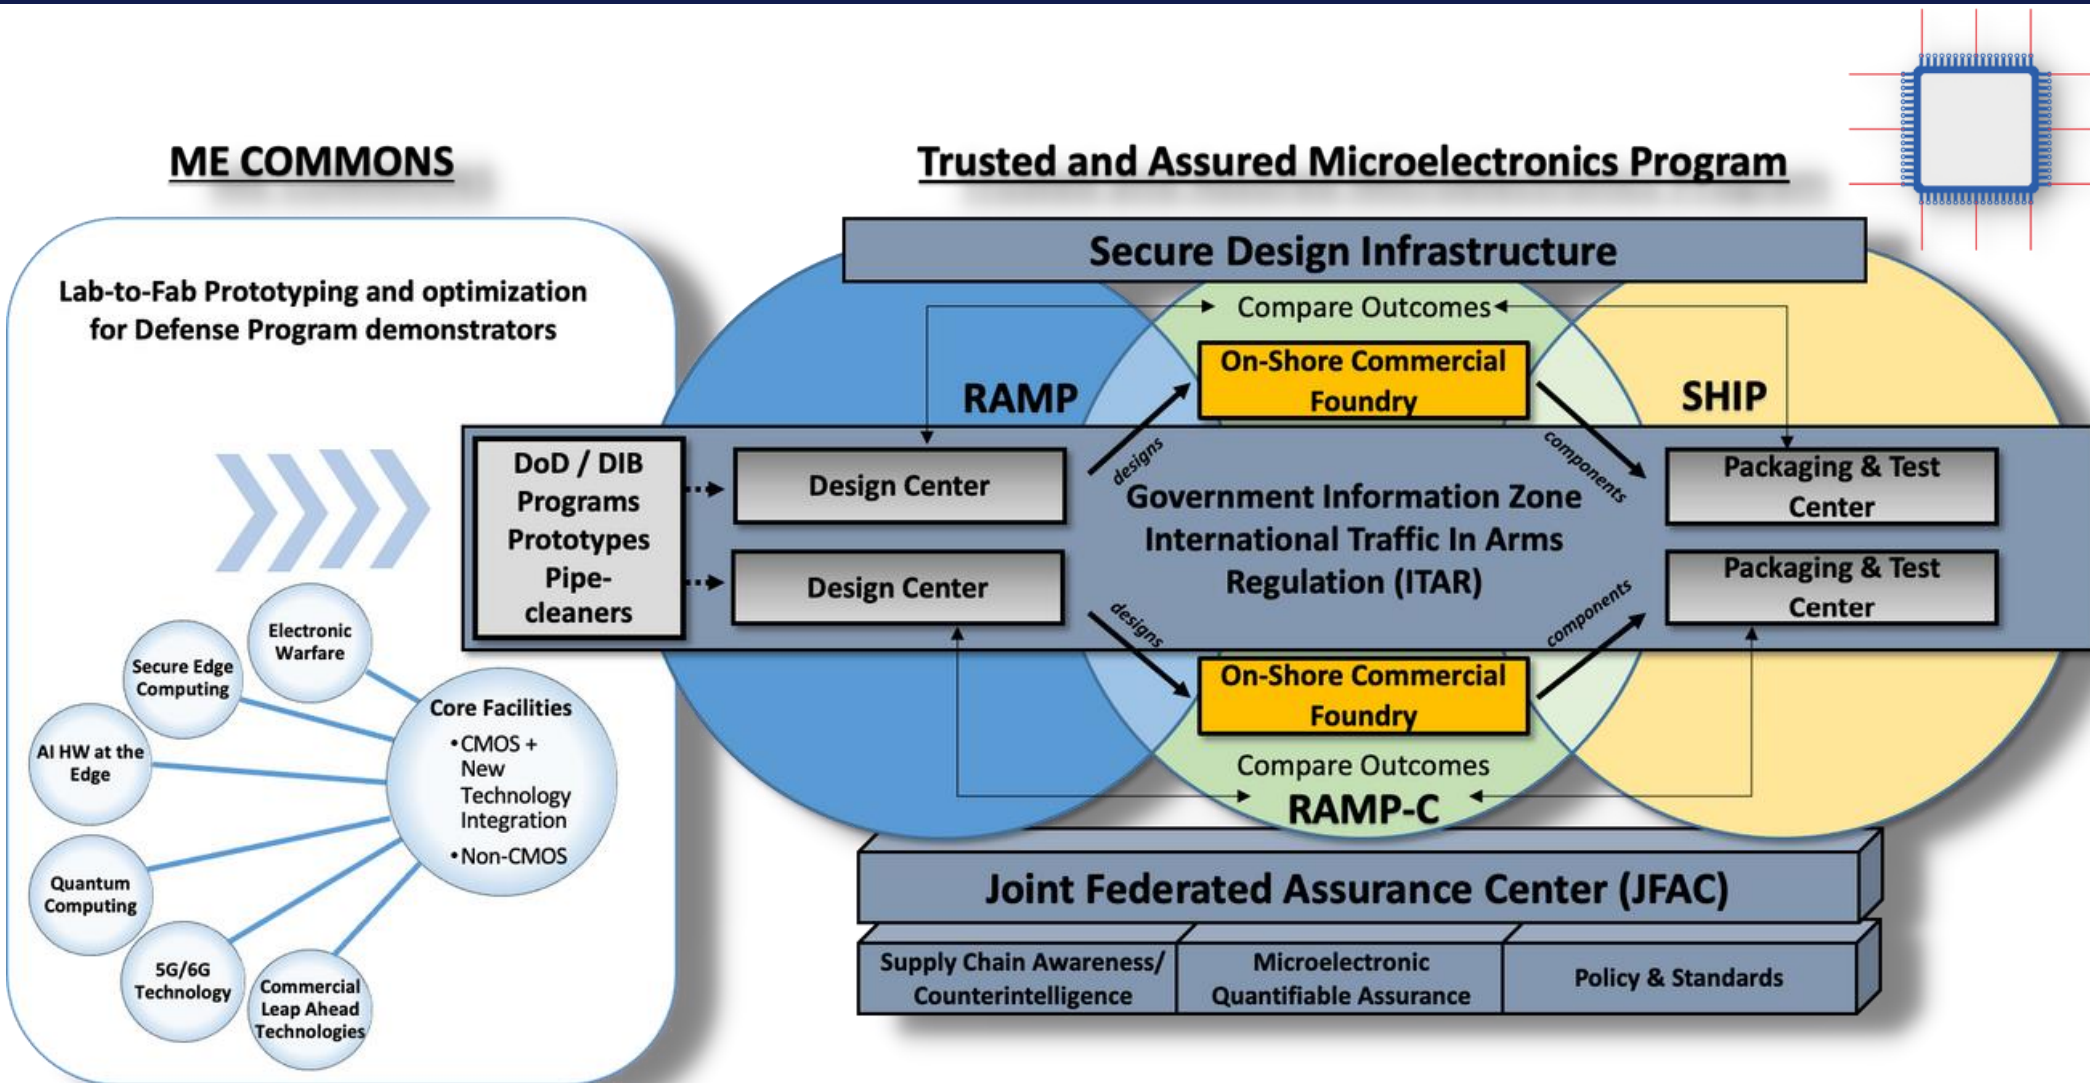 ME COMMONS
Trusted and Assured Microelectronics Program
Lab-to-Fab Prototyping and optimization
for Defense Program demonstrators
Electronic
Warfare
Secure Edge
Computing
AI HW at the
Edge
Quantum
Computing
5G/6G
Technology
Commercial
Leap Ahead
Technologies
Core Facilities
•CMOS +
New
Technology
Integration
•Non-CMOS
Secure Design Infrastructure
Compare Outcomes
On-Shore Commercial
Foundry
RAMP
SHIP
DoD / DIB
Programs
Prototypes
Pipe-
cleaners
Design Center
Design Center
designs
designs
Government Information Zone
International Traffic In Arms
Regulation (ITAR)
components
components
Packaging & Test
Center
Packaging & Test
Center
On-Shore Commercial
Foundry
Compare Outcomes
RAMP-C
Joint Federated Assurance Center (JFAC)
Supply Chain Awareness/
Counterintelligence
Microelectronic
Quantifiable Assurance
Policy & Standards